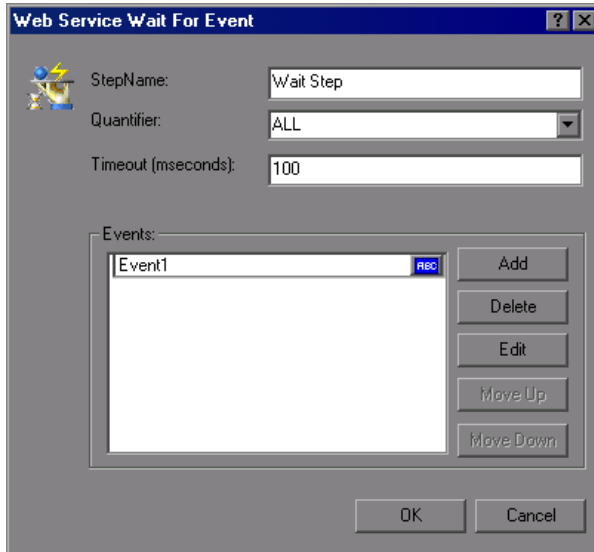 Web Service Wait For Event
StepName: Wait Step
Quantifier: ALL
Timeout (mseconds): 100
Events:
Event1 ABC
Add
Delete
Edit
Move Up
Move Down
OK Cancel